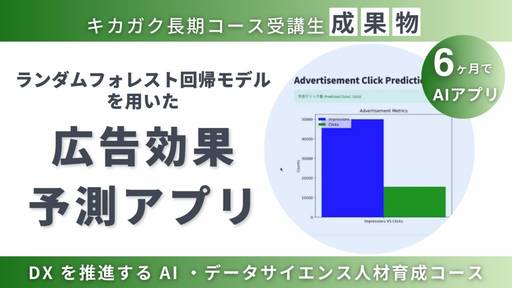 キカガク長期コース受講生 成果物
6ヶ月で
AIアプリ
ランダムフォレスト回帰モデル
を用いた
広告効果
予測アプリ
Advertisement Click Prediction
Advertisement Metrics
Impressions
Clicks
50000
40000
30000
20000
10000
0
Counts
Impressions VS Clicks
DX を推進する AI ・データサイエンス人材育成コース